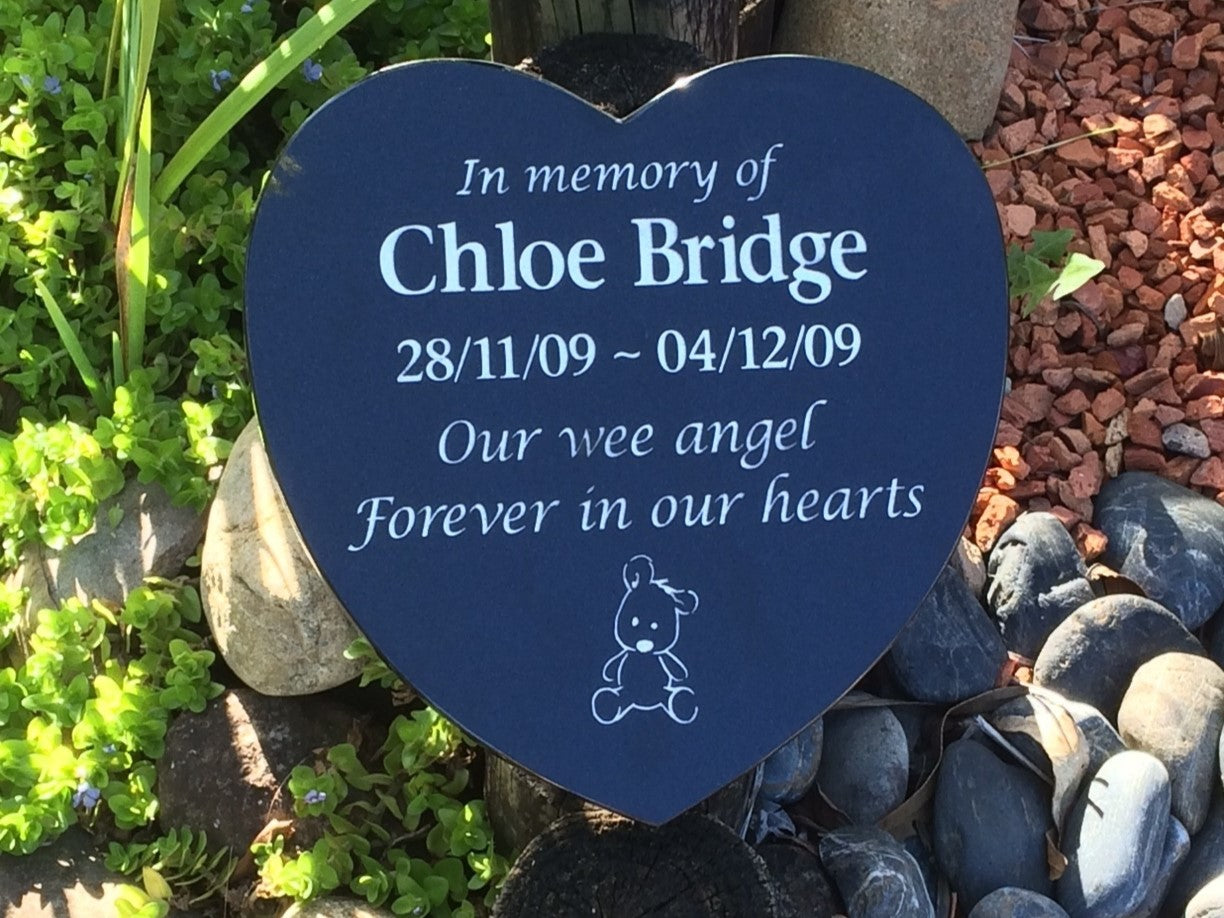 In memory of
Chloe Bridge
28/11/09 ~ 04/12/09
Our wee angel
Forever in our hearts